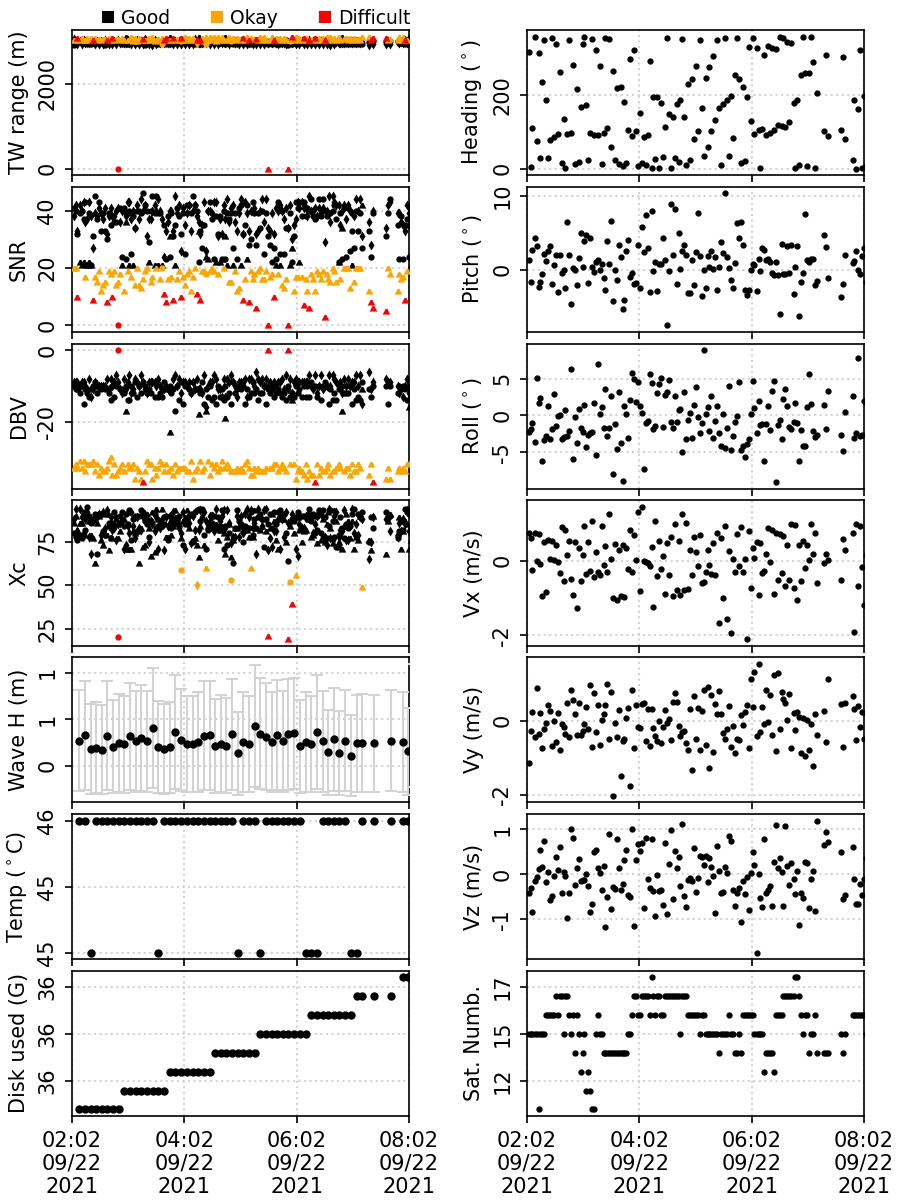 Good Okay Difficult
TW range (m)
2000
0
Heading (°)
200
0
SNR
40
20
0
Pitch (°)
10
0
DBV
0
-20
Roll (°)
5
0
-5
Xc
75
50
25
Vx (m/s)
0
-2
Wave H (m)
1
1
0
Vy (m/s)
0
-2
Temp (°C)
46
45
45
Vz (m/s)
1
0
-1
Disk used (G)
36
36
36
Sat. Numb.
17
15
12
02:02 04:02 06:02 08:02 02:02 04:02 06:02 08:02
09/22 09/22 09/22 09/22 09/22 09/22 09/22 09/22
2021 2021 2021 2021 2021 2021 2021 2021